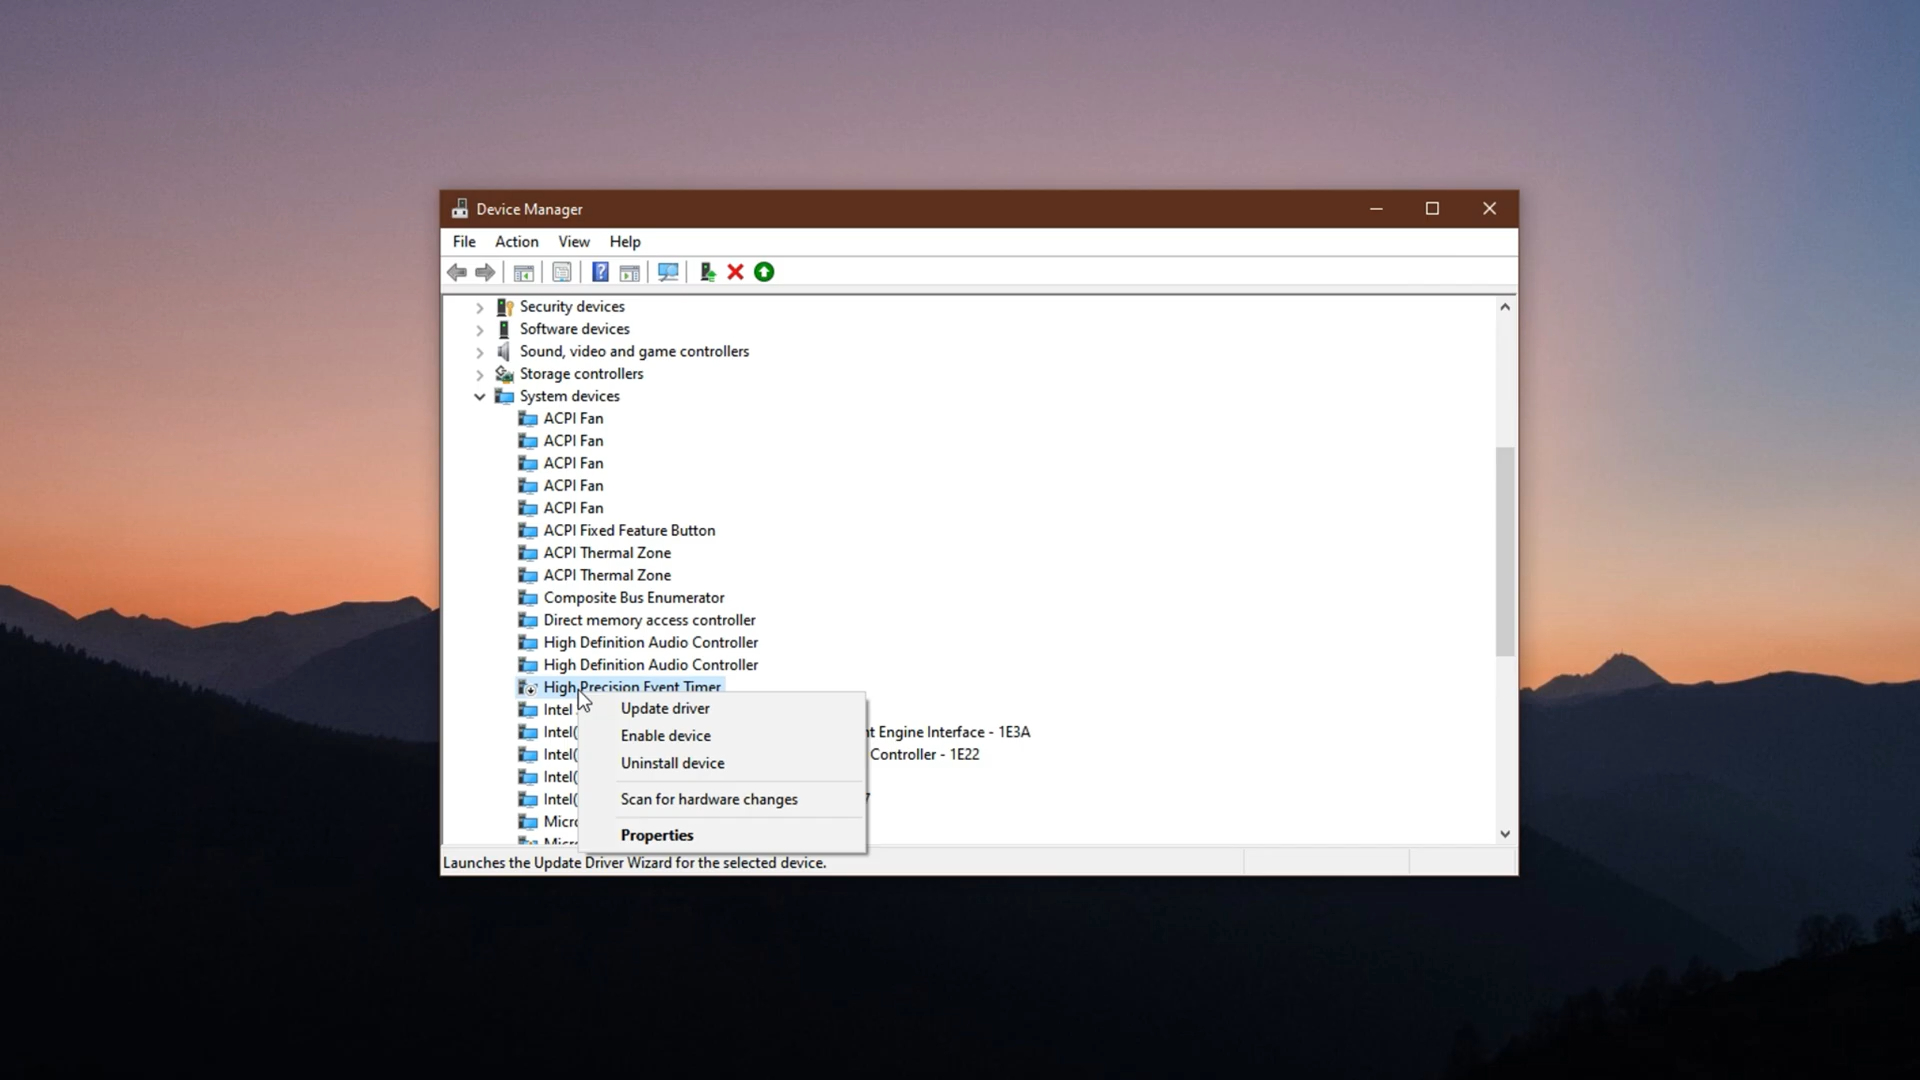 Device Manager
File Action View Help
Security devices
Software devices
Sound, video and game controllers
Storage controllers
System devices
ACPI Fan
ACPI Fan
ACPI Fan
ACPI Fan
ACPI Fan
ACPI Fixed Feature Button
ACPI Thermal Zone
ACPI Thermal Zone
Composite Bus Enumerator
Direct memory access controller
High Definition Audio Controller
High Definition Audio Controller
High Precision Event Timer
Intel
Intel( Engine Interface - 1E3A
Intel( Controller - 1E22
Intel(
Intel(
Update driver
Enable device
Uninstall device
Scan for hardware changes
Properties
Launches the Update Driver Wizard for the selected device.